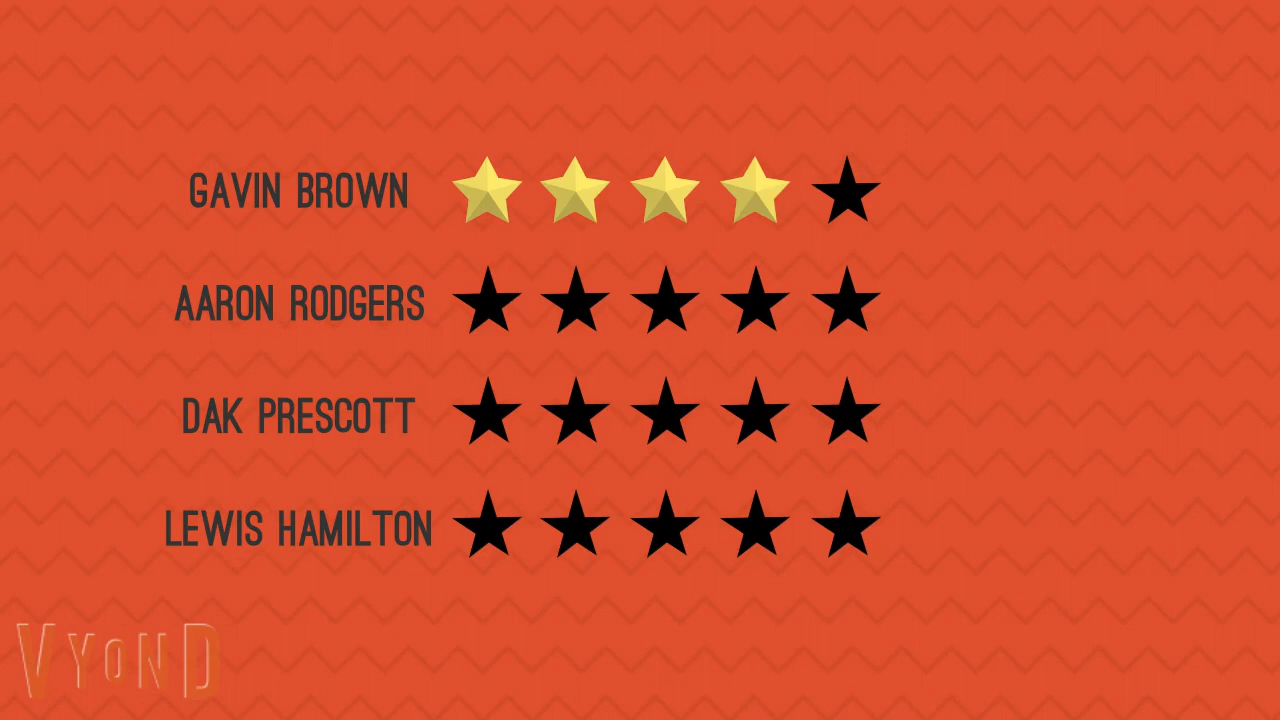 GAVIN BROWN
AARON RODGERS
DAK PRESCOTT
LEWIS HAMILTON
VYOND